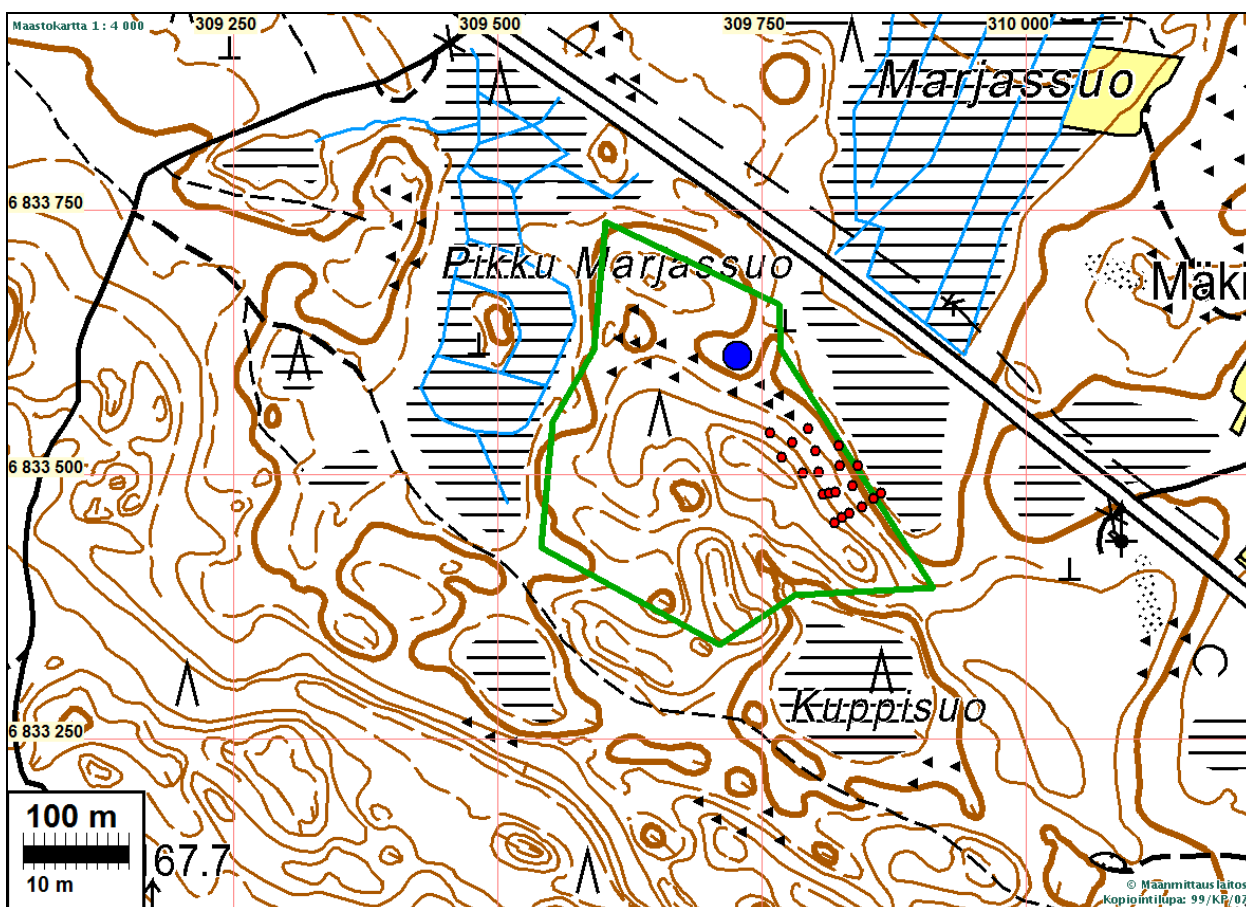 Maastokartta 1 : 4 000
309 250
309 500
309 750
310 000
Marjassuo
6 833 750
Pikku Marjassuo
Mäki
6 833 500
Kuppisuo
6 833 250
100 m
10 m
67.7
© Maanmittauslaitos
Kopiointilupa: 99/KP/07